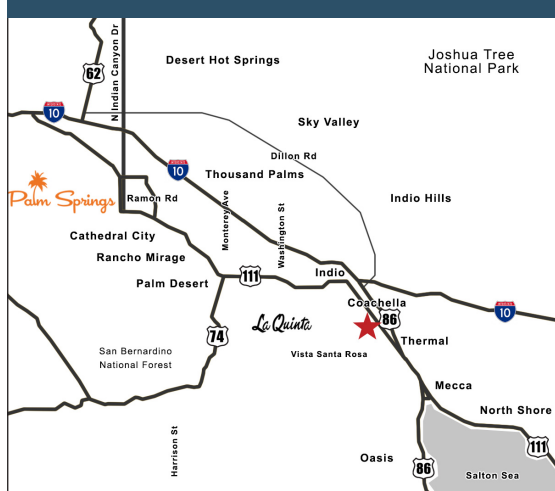 N Indian Canyon Dr
Desert Hot Springs
Joshua Tree
National Park
62
10
Sky Valley
Dillon Rd
10
Thousand Palms
Palm Springs
Ramon Rd
Indio Hills
Monterey Ave
Washington St
Cathedral City
Rancho Mirage
Palm Desert
111
Indio
Coachella
10
La Quinta
86
74
Thermal
San Bernardino
National Forest
Vista Santa Rosa
Mecca
North Shore
Harrison St
Oasis
111
86
Salton Sea